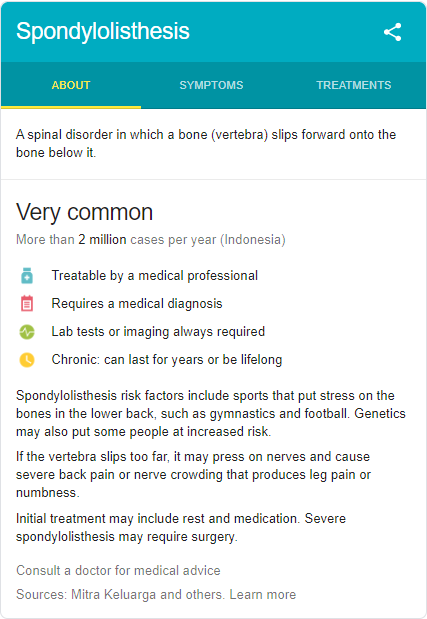 Spondylolisthesis
ABOUT
SYMPTOMS
TREATMENTS
A spinal disorder in which a bone (vertebra) slips forward onto the
bone below it.
Very common
More than 2 million cases per year (Indonesia)
Treatable by a medical professional
Requires a medical diagnosis
Lab tests or imaging always required
Chronic: can last for years or be lifelong
Spondylolisthesis risk factors include sports that put stress on the
bones in the lower back, such as gymnastics and football. Genetics
may also put some people at increased risk.
If the vertebra slips too far, it may press on nerves and cause
severe back pain or nerve crowding that produces leg pain or
numbness.
Initial treatment may include rest and medication. Severe
spondylolisthesis may require surgery.
Consult a doctor for medical advice
Sources: Mitra Keluarga and others. Learn more